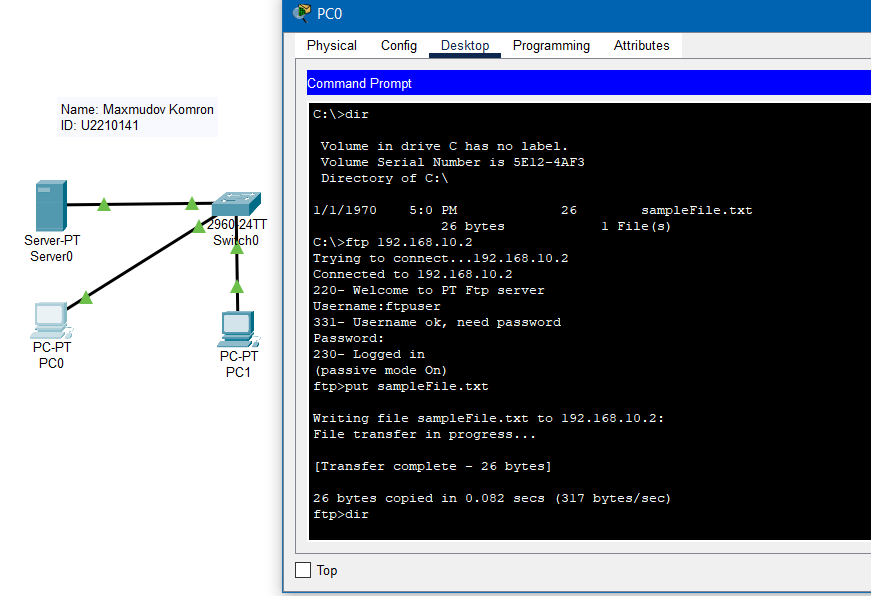 PC0
Physical Config Desktop Programming Attributes
Command Prompt
Name: Maxmudov Komron
ID: U2210141
Server-PT
Server0
2960-24TT
Switch0
PC-PT
PC0
PC-PT
PC1
C:\>dir
Volume in drive C has no label.
Volume Serial Number is 5E12-4AF3
Directory of C:\
1/1/1970 5:0 PM 26 sampleFile.txt
26 bytes 1 File(s)
C:\>ftp 192.168.10.2
Trying to connect...192.168.10.2
Connected to 192.168.10.2
220- Welcome to PT Ftp server
Username:ftpuser
331- Username ok, need password
Password:
230- Logged in
(passive mode On)
ftp>put sampleFile.txt
Writing file sampleFile.txt to 192.168.10.2:
File transfer in progress...
[Transfer complete - 26 bytes]
26 bytes copied in 0.082 secs (317 bytes/sec)
ftp>dir
Top